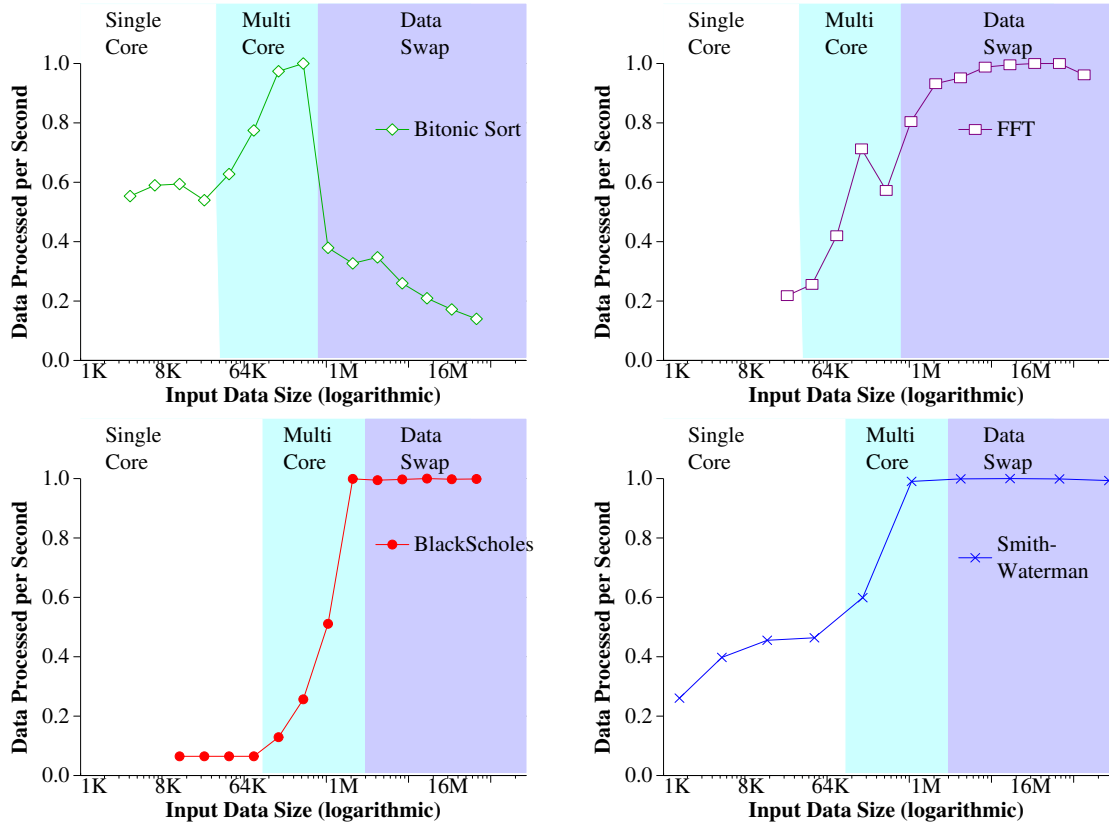 Single Multi Data
Core Core Swap
1.0
0.8
0.6
0.4
0.2
0.0
Data Processed per Second
Bitonic Sort
1K 8K 64K 1M 16M
Input Data Size (logarithmic)
Single Multi Data
Core Core Swap
1.0
0.8
0.6
0.4
0.2
0.0
Data Processed per Second
FFT
1K 8K 64K 1M 16M
Input Data Size (logarithmic)
Single Multi Data
Core Core Swap
1.0
0.8
0.6
0.4
0.2
0.0
Data Processed per Second
BlackScholes
1K 8K 64K 1M 16M
Input Data Size (logarithmic)
Single Multi Data
Core Core Swap
1.0
0.8
0.6
0.4
0.2
0.0
Data Processed per Second
Smith-
Waterman
1K 8K 64K 1M 16M
Input Data Size (logarithmic)